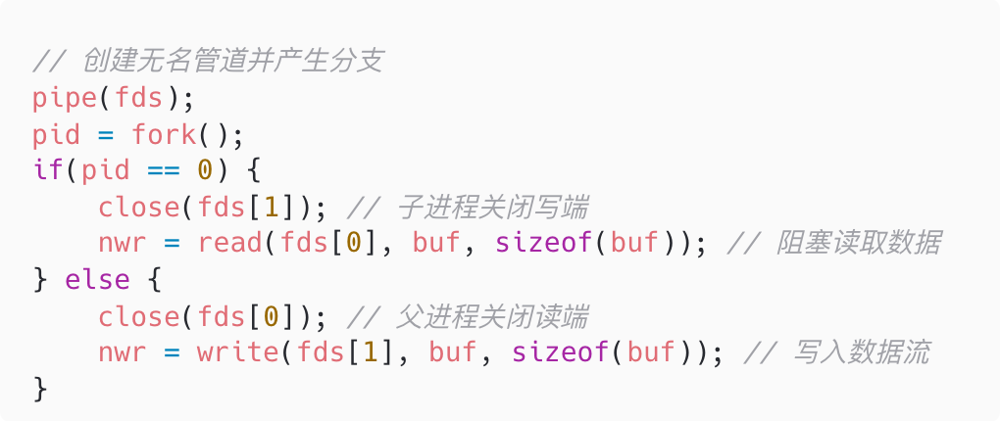 // 创建无名管道并产生分支
pipe(fds);
pid = fork();
if(pid == 0) {
    close(fds[1]); // 子进程关闭写端
    nwr = read(fds[0], buf, sizeof(buf)); // 阻塞读取数据
} else {
    close(fds[0]); // 父进程关闭读端
    nwr = write(fds[1], buf, sizeof(buf)); // 写入数据流
}